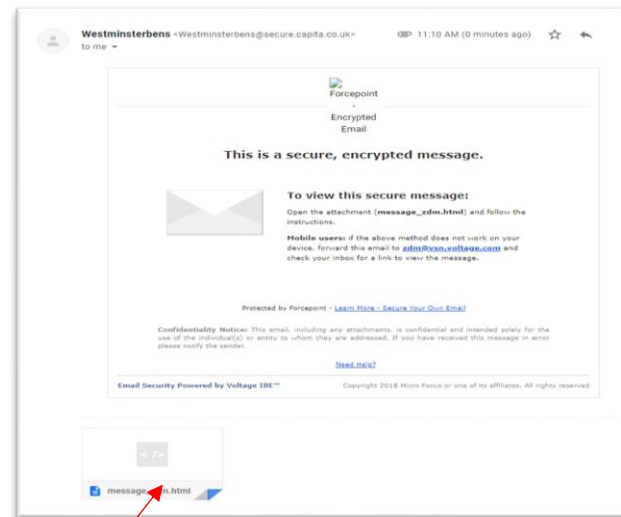 Westminsterbens <Westminsterbens@secure.capita.co.uk> 11:10 AM (0 minutes ago)
to me
Forcepoint
-
Encrypted
Email
This is a secure, encrypted message.
To view this secure message:
Open the attachment (message_zdm.html) and follow the
instructions.
Mobile users: if the above method does not work on your
device, forward this email to zdm@vsn.voltage.com and
check your inbox for a link to view the message.
Protected by Forcepoint - Learn More - Secure Your Own Email
Confidentiality Notice: This email, including any attachments, is confidential and intended solely for the
use of the individual(s) or entity to whom they are addressed. If you have received this message in error
please notify the sender.
Need Help?
Email Security Powered by Voltage IBE™ Copyright 2018 Micro Focus or one of its affiliates. All rights reserved
</>
message_zdm.html